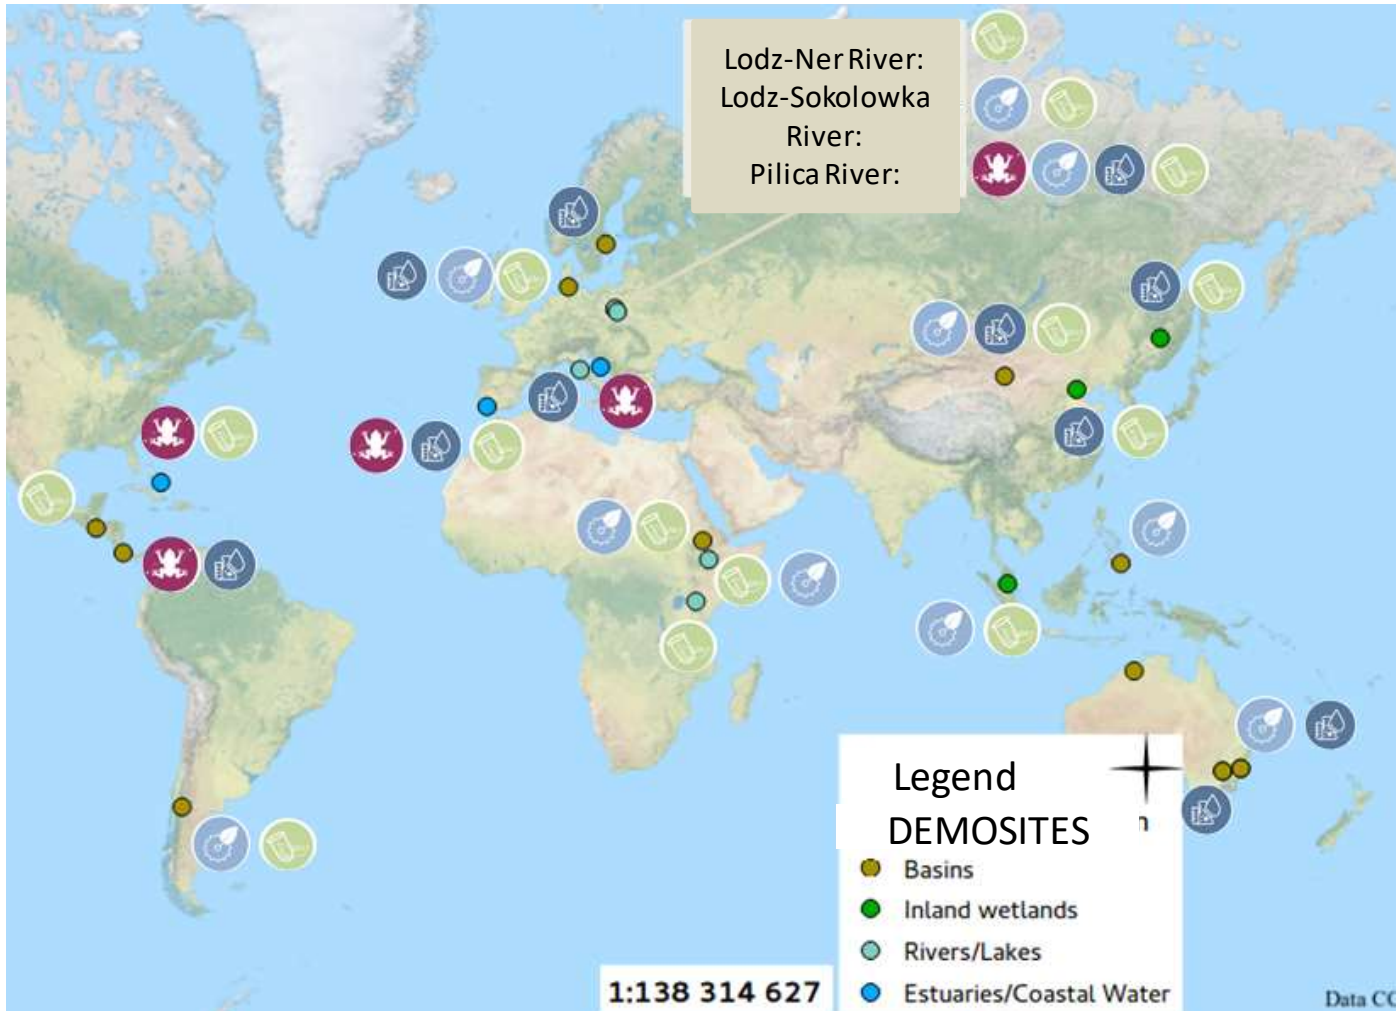 Lodz-Ner River:
Lodz-Sokolowka
River:
Pilica River:
Legend
DEMOSITES
Basins
Inland wetlands
Rivers/Lakes
Estuaries/Coastal Water
1:138 314 627
Data CC